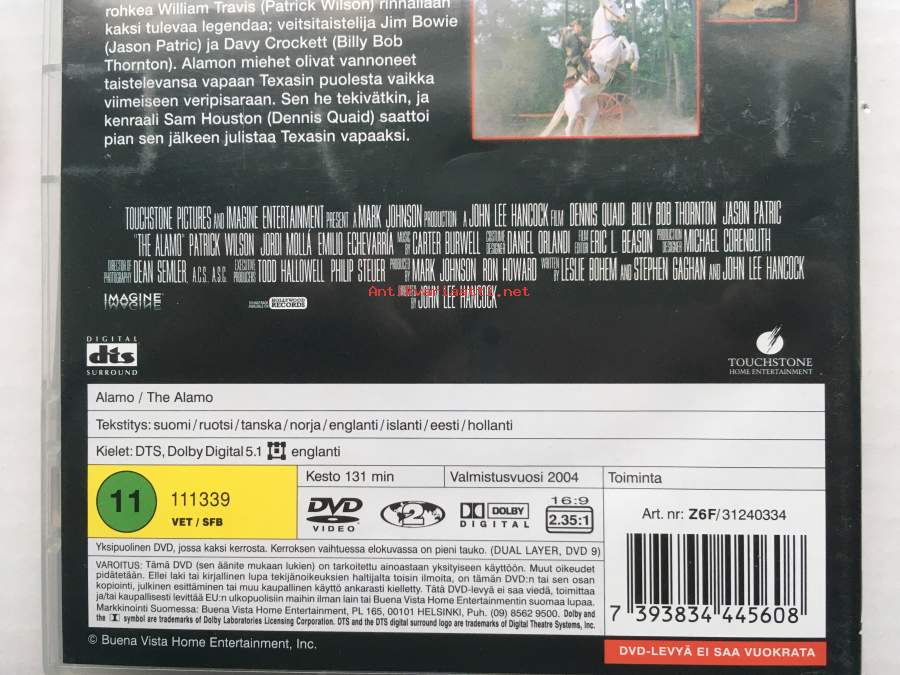 rohkea William Travis (Patrick Wilson) rinnallaan
kaksi tulevaa legendaa; veitsitaistelija Jim Bowie
(Jason Patric) ja Davy Crockett (Billy Bob
Thornton). Alamon miehet olivat vannoneet
taistelevansa vapaan Texasin puolesta vaikka
viimeiseen veripisaraan. Sen he tekivätkin, ja
kenraali Sam Houston (Dennis Quaid) saattoi
pian sen jälkeen julistaa Texasin vapaaksi.
TOUCHSTONE PICTURES AND IMAGINE ENTERTAINMENT PRESENT A MARK JOHNSON PRODUCTION A JOHN LEE HANCOCK FILM DENNIS QUAID BILLY BOB THORNTON JASON PATRIC
"THE ALAMO" PATRICK WILSON JORDI MOLLÁ EMILIO ECHEVARRÍA MUSIC BY CARTER BURWELL COSTUME DESIGNER DANIEL ORLANDI FILM EDITOR ERIC L. BEASON PRODUCTION DESIGNER MICHAEL CORENBLITH
DIRECTOR OF PHOTOGRAPHY DEAN SEMLER, A.C.S. A.S.C. EXECUTIVE PRODUCERS TODD HALLOWELL PHILIP STEUER PRODUCED BY MARK JOHNSON RON HOWARD WRITTEN BY LESLIE BOHEM AND STEPHEN GAGHAN AND JOHN LEE HANCOCK
DIRECTED BY JOHN LEE HANCOCK
Antikvariaatti.net
IMAGINE
SOUNDTRACK AVAILABLE ON HOLLYWOOD RECORDS
DIGITAL
dts
SURROUND
TOUCHSTONE
HOME ENTERTAINMENT
Alamo / The Alamo
Tekstitys: suomi/ruotsi/tanska/norja/englanti/islanti/eesti/hollanti
Kielet: DTS, Dolby Digital 5.1 englanti
11 111339
VET / SFB
Kesto 131 min
Valmistusvuosi 2004
Toiminta
DVD
VIDEO
2
DOLBY
DIGITAL
16:9
2.35:1
Art. nr: Z6F/31240334
Yksipuolinen DVD, jossa kaksi kerrosta. Kerroksen vaihtuessa elokuvassa on pieni tauko. (DUAL LAYER, DVD 9)
VAROITUS: Tämä DVD (sen äänite mukaan lukien) on tarkoitettu ainoastaan yksityiseen käyttöön. Muut oikeudet
pidätetään. Ellei laki tai kirjallinen lupa tekijänoikeuksien haltijalta toisin ilmoita, on tämän DVD:n tai sen osan
kopiointi, julkinen esittäminen tai muu kaupallinen käyttö ankarasti kielletty. Tätä DVD-levyä ei saa viedä, toimittaa
ja/tai kaupallisesti levittää EU:n ulkopuolisiin maihin ilman lain tai Buena Vista Home Entertainmentin suomaa lupaa.
Markkinointi Suomessa: Buena Vista Home Entertainment, PL 165, 00101 HELSINKI, Puh. (09) 8562 9500. Dolby and
the symbol are trademarks of Dolby Laboratories Licensing Corporation. DTS and the DTS digital surround logo are trademarks of Digital Theatre Systems, Inc.
7 393834 445608
© Buena Vista Home Entertainment, Inc.
DVD-LEVYÄ EI SAA VUOKRATA